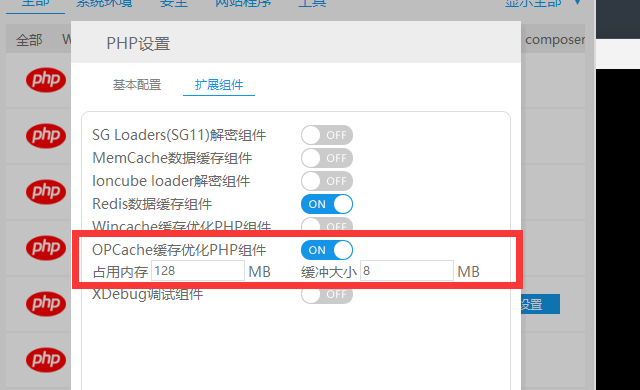 全部 系统环境 安全 网站程序 工具 显示全部
全部 W composer
PHP设置
基本配置 扩展组件
SG Loaders(SG11)解密组件 OFF
MemCache数据缓存组件 OFF
Ioncube loader解密组件 OFF
Redis数据缓存组件 ON
Wincache缓存优化PHP组件 OFF
OPCache缓存优化PHP组件 ON
占用内存 128 MB 缓冲大小 8 MB
XDebug调试组件 OFF
设置
php
php
php
php
php
php